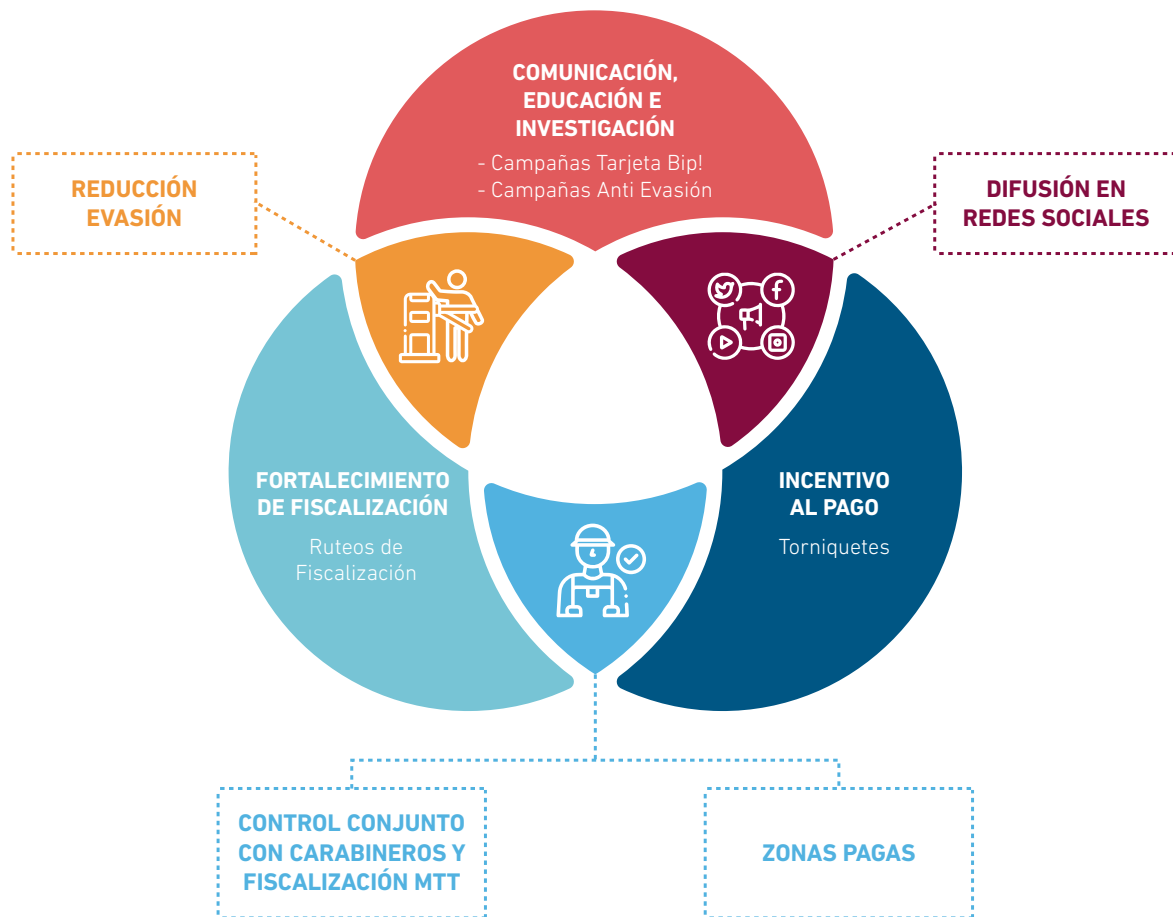 COMUNICACIÓN,
EDUCACIÓN E
INVESTIGACIÓN
- Campañas Tarjeta Bip!
- Campañas Anti Evasión
REDUCCIÓN
EVASIÓN
DIFUSIÓN EN
REDES SOCIALES
FORTALECIMIENTO
DE FISCALIZACIÓN
Ruteos de
Fiscalización
INCENTIVO
AL PAGO
Torniquetes
CONTROL CONJUNTO
CON CARABINEROS Y
FISCALIZACIÓN MTT
ZONAS PAGAS